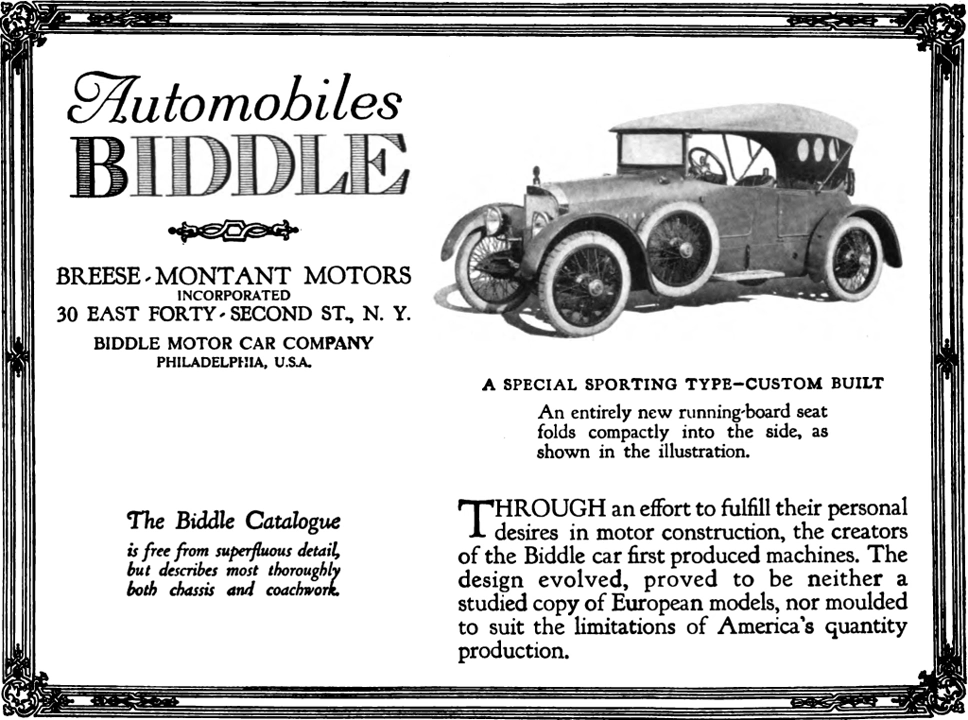 Automobiles
BIDDLE
BREESE-MONTANT MOTORS
INCORPORATED
30 EAST FORTY-SECOND ST., N. Y.
BIDDLE MOTOR CAR COMPANY
PHILADELPHIA, U.S.A.
A SPECIAL SPORTING TYPE—CUSTOM BUILT
An entirely new running-board seat
folds compactly into the side, as
shown in the illustration.
The Biddle Catalogue
is free from superfluous detail,
but describes most thoroughly
both chassis and coachwork.
THROUGH an effort to fulfill their personal
desires in motor construction, the creators
of the Biddle car first produced machines. The
design evolved, proved to be neither a
studied copy of European models, nor moulded
to suit the limitations of America's quantity
production.